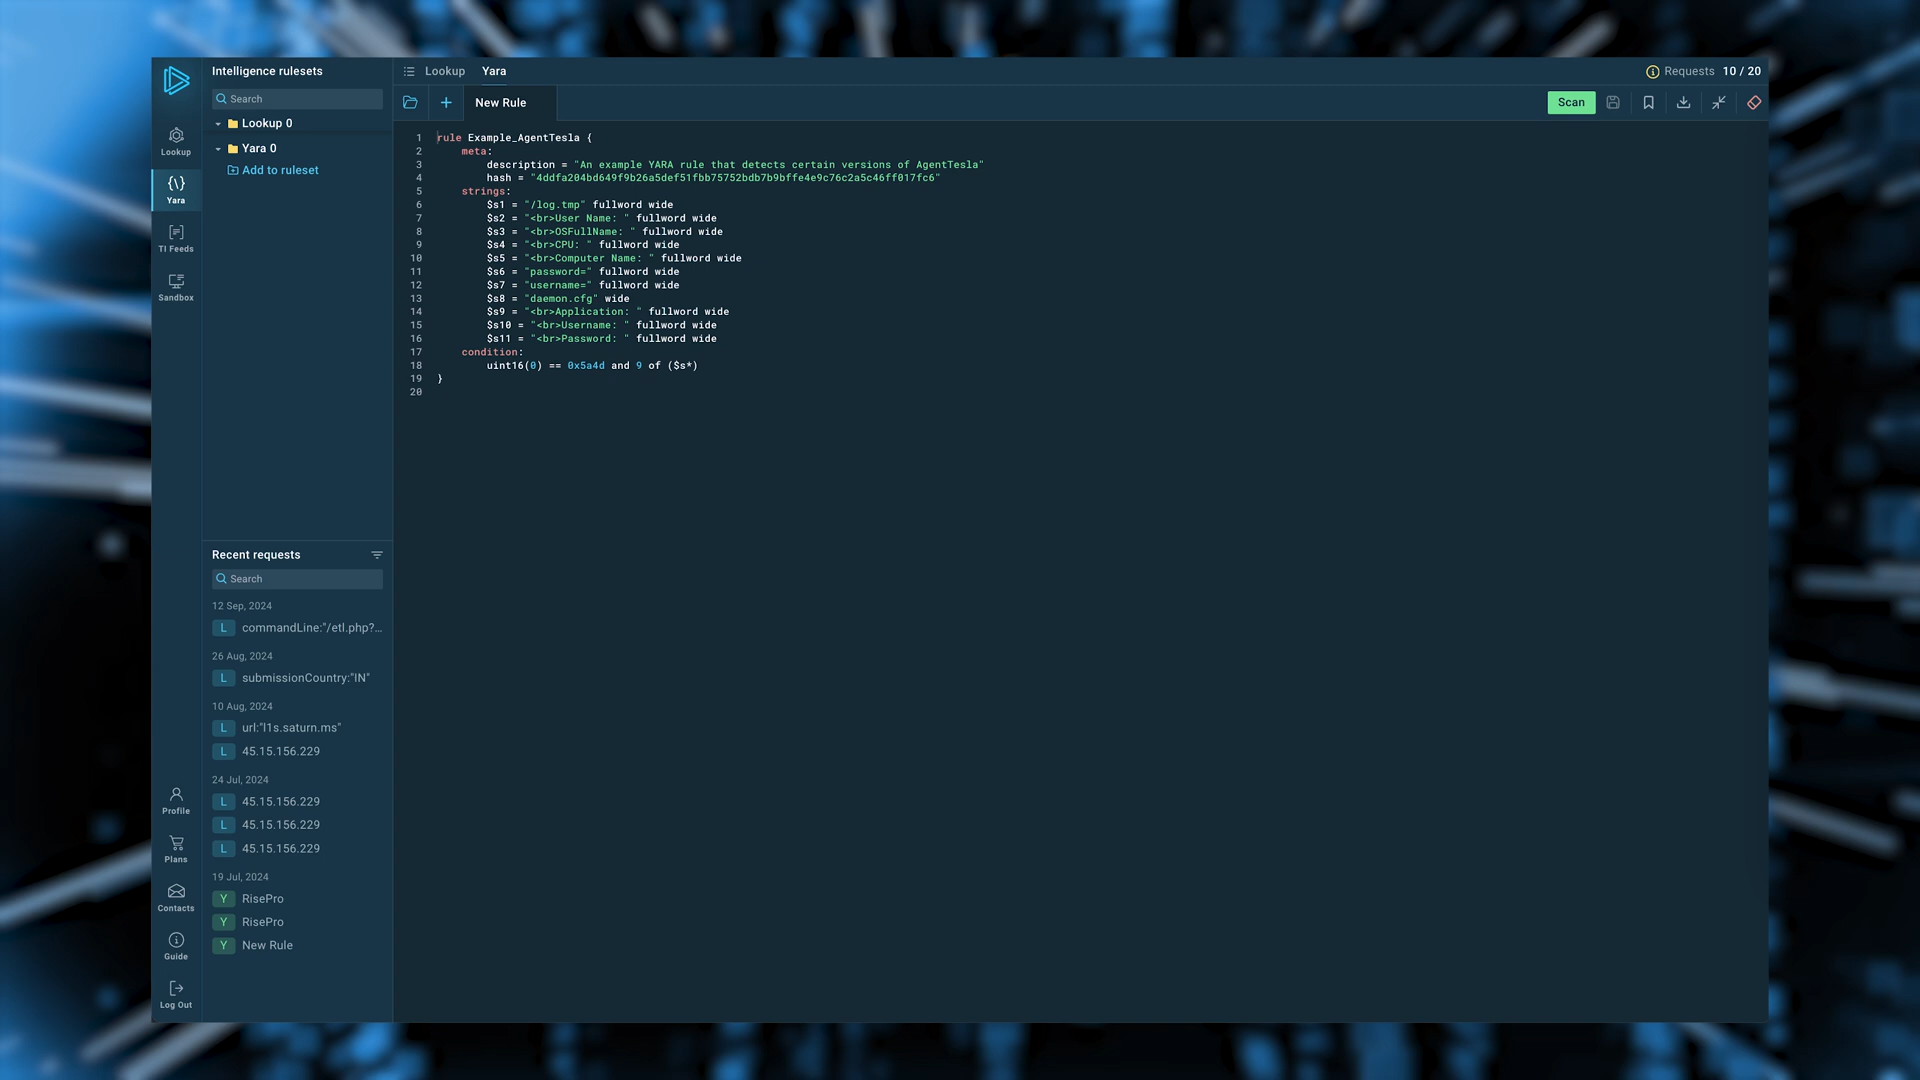 Intelligence rulesets
Search
Lookup 0
Yara 0
Add to ruleset
Lookup
Yara
TI Feeds
Sandbox
Profile
Plans
Contacts
Guide
Log Out
Recent requests
Search
12 Sep, 2024
L commandLine:"/etl.php?...
26 Aug, 2024
L submissionCountry:"IN"
10 Aug, 2024
L url:"l1s.saturn.ms"
L 45.15.156.229
24 Jul, 2024
L 45.15.156.229
L 45.15.156.229
L 45.15.156.229
19 Jul, 2024
Y RisePro
Y RisePro
Y New Rule
Lookup Yara
Requests 10 / 20
New Rule
Scan
1 rule Example_AgentTesla {
2 meta:
3 description = "An example YARA rule that detects certain versions of AgentTesla"
4 hash = "4ddfa204bd649f9b26a5def51fbb75752bdb7b9bffe4e9c76c2a5c46ff017fc6"
5 strings:
6 $s1 = "/log.tmp" fullword wide
7 $s2 = "<br>User Name: " fullword wide
8 $s3 = "<br>OSFullName: " fullword wide
9 $s4 = "<br>CPU: " fullword wide
10 $s5 = "<br>Computer Name: " fullword wide
11 $s6 = "password=" fullword wide
12 $s7 = "username=" fullword wide
13 $s8 = "daemon.cfg" wide
14 $s9 = "<br>Application: " fullword wide
15 $s10 = "<br>Username: " fullword wide
16 $s11 = "<br>Password: " fullword wide
17 condition:
18 uint16(0) == 0x5a4d and 9 of ($s*)
19 }
20